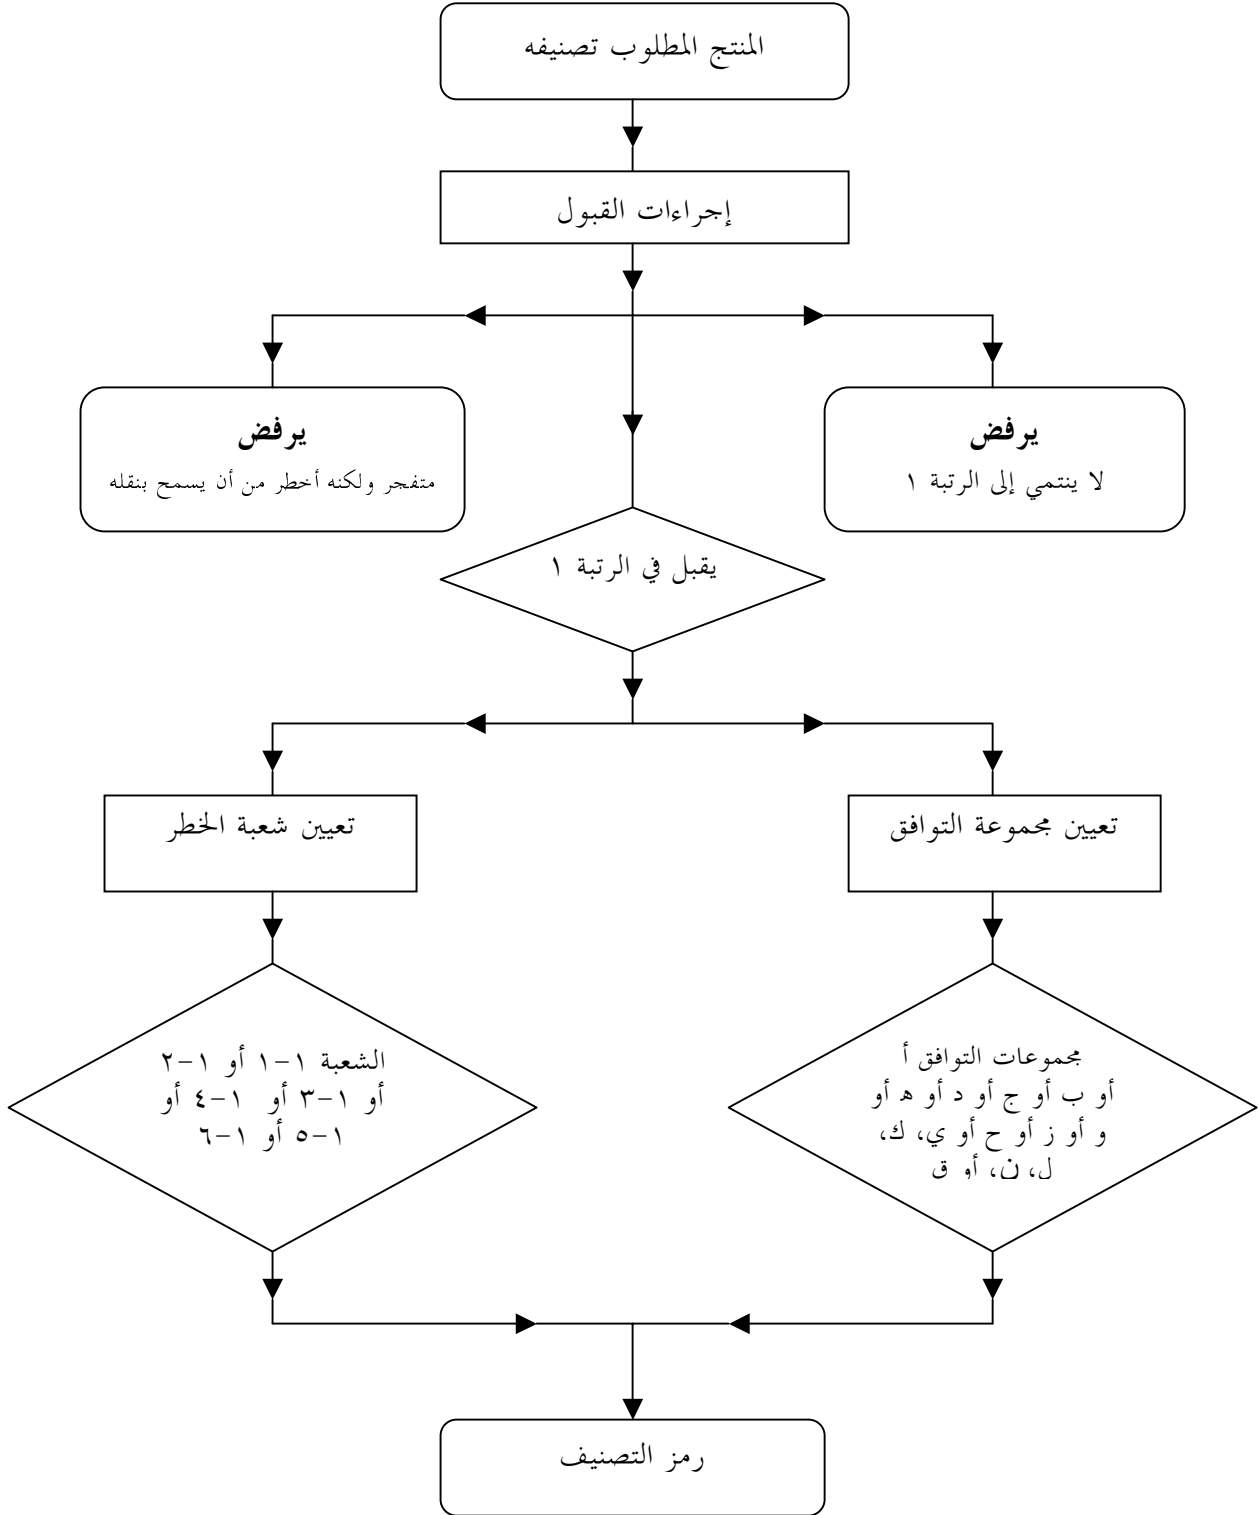 المنتج المطلوب تصنيفه
إجراءات القبول
يرفض
لا ينتمي إلى الرتبة ١
يرفض
متفجر ولكنه أخطر من أن يسمح بنقله
يقبل في الرتبة ١
تعيين مجموعة التوافق
تعيين شعبة الخطر
مجموعات التوافق أ
أو ب أو ج أو د أو ه أو
و أو ز أو ح أو ي، ك،
ل، ن، أو ق
الشعبة ١-١ أو ١-٢
أو ١-٣ أو ١-٤ أو
١-٥ أو ١-٦
رمز التصنيف